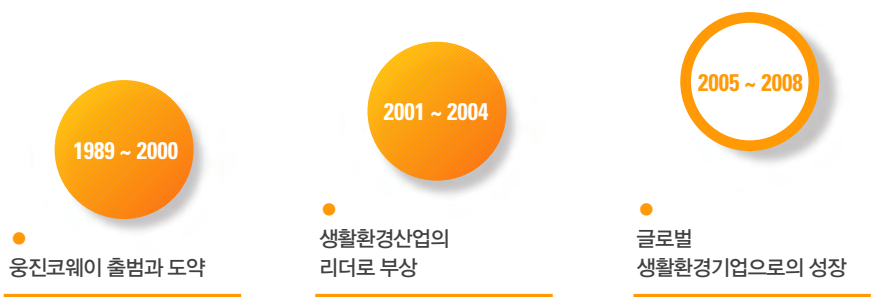 1989 ~ 2000
웅진코웨이 출범과 도약
2001 ~ 2004
생활환경산업의
리더로 부상
2005 ~ 2008
글로벌
생활환경기업으로의 성장